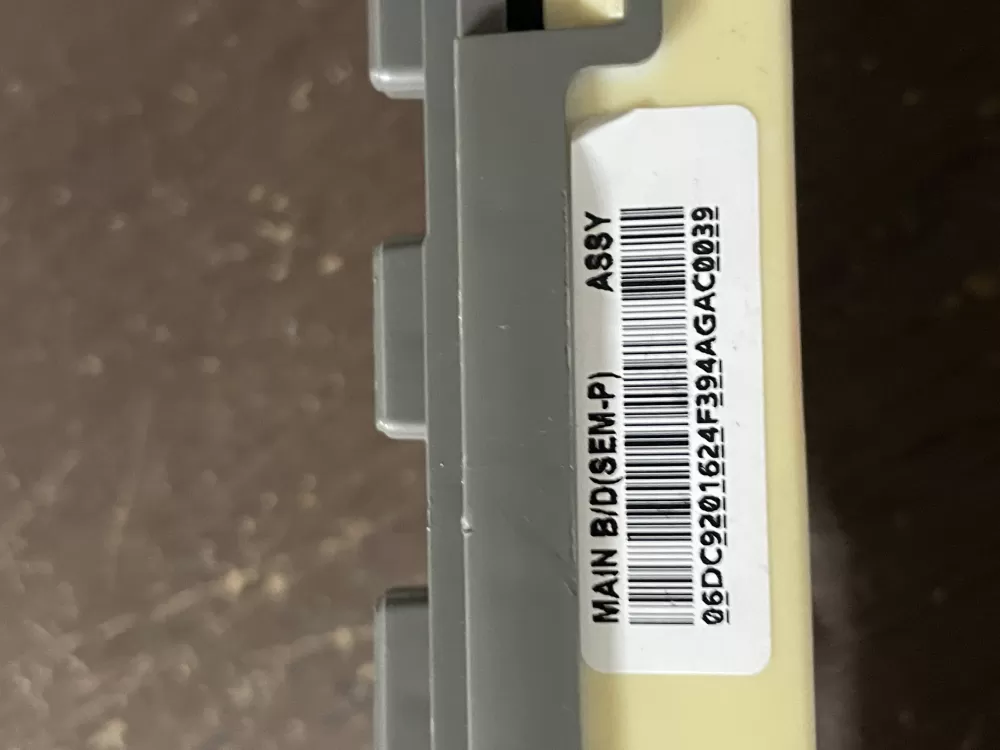 MAIN B/D(SEM-P) ASSY
06DC9201624F394AGAC0039